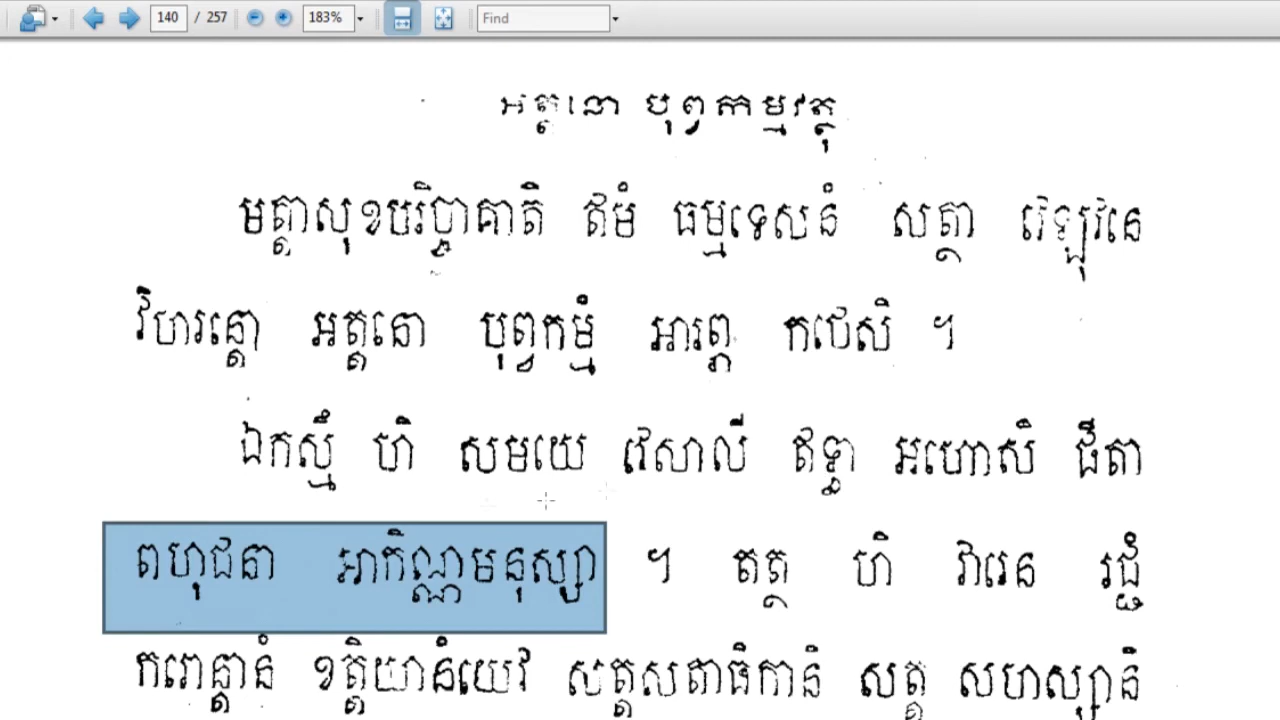 140 / 257 183% Find
អត្តនោ បុព្វកម្មវត្ថុ
មត្តាសុខបរិច្ចាគាតិ ឥមំ ធម្មទេសនំ សត្ថា វេឡុវនេ
វិហរន្តោ អត្តនោ បុព្វកម្មំ អារព្ភ កថេសិ ។
ឯកស្មឹ ហិ សមយេ វេសាលី ឥទ្ធា អហោសិ ផីតា
ពហុជនា អាកិណ្ណមនុស្សា ។ តត្ថ ហិ វារេន រជ្ជំ
ករោន្តានំ ខត្តិយានំយេវ សត្តសតាធិកានិ សត្ត សហស្សានិ